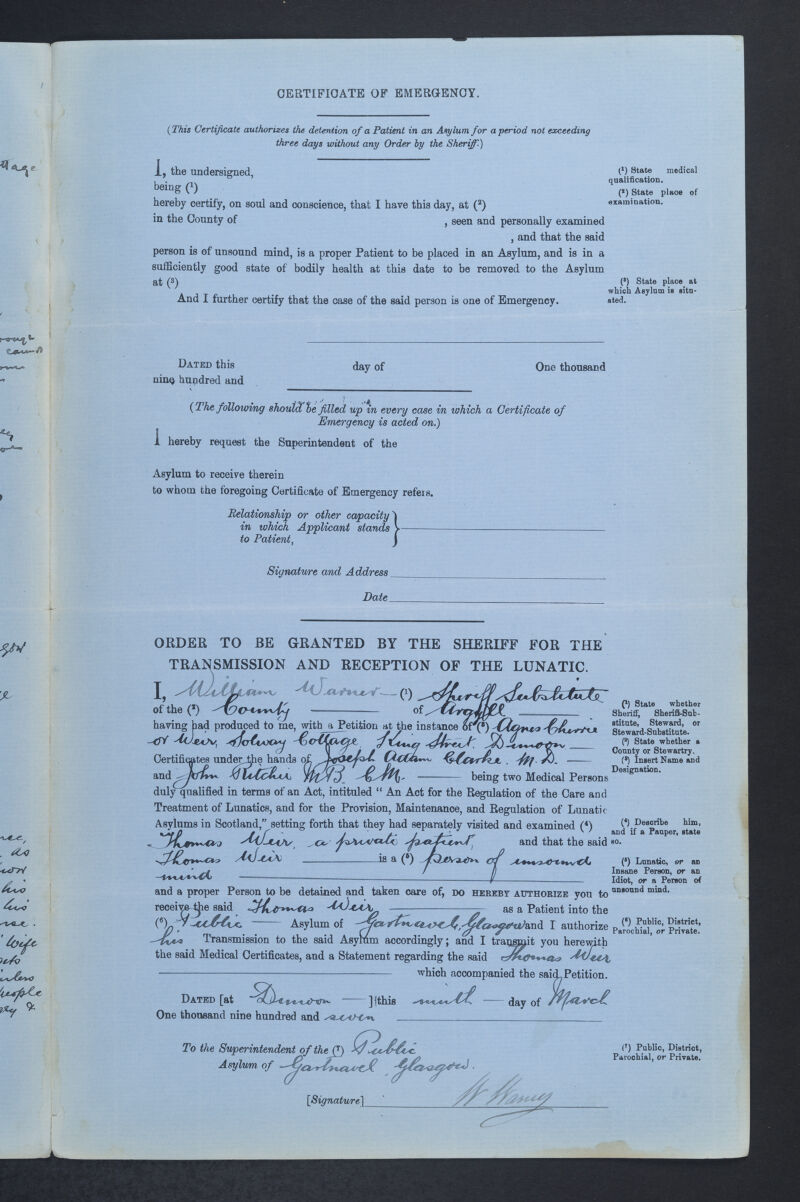 CERTIFICATE OF EMERGENCY.
(This Certificate authorizes the detention of a Patient in an Asylum for a period not exceeding
three days without any Order by the Sheriff.)
I, the undersigned,
being (¹)
hereby certify, on soul and conscience, that I have this day, at (²)
in the County of , seen and personally examined
, and that the said
person is of unsound mind, is a proper Patient to be placed in an Asylum, and is in a
sufficiently good state of bodily health at this date to be removed to the Asylum
at (³)
And I further certify that the case of the said person is one of Emergency.
(¹) State medical
qualification.
(²) State place of
examination.
(³) State place at
which Asylum is situ-
ated.
DATED this day of One thousand
nine hundred and
(The following should be filled up in every case in which a Certificate of
Emergency is acted on.)
I hereby request the Superintendent of the
Asylum to receive therein
to whom the foregoing Certificate of Emergency refers.
Relationship or other capacity
in which Applicant stands
to Patient,
Signature and Address
Date
ORDER TO BE GRANTED BY THE SHERIFF FOR THE
TRANSMISSION AND RECEPTION OF THE LUNATIC.
I, William Warner (¹) Sheriff Substitute
of the (²) County of Argyll
having had produced to me, with a Petition at the instance of (³) Agnes Cherrie
or Weir, Solway Cottage, King Street, Dunoon
Certificates under the hands of Joseph Adam Clarke. M.D.
and John Ritchie M.B. C.M. being two Medical Persons
duly qualified in terms of an Act, intituled "An Act for the Regulation of the Care and
Treatment of Lunatics, and for the Provision, Maintenance, and Regulation of Lunatic
Asylums in Scotland," setting forth that they had separately visited and examined (⁴)
Thomas Weir, a private patient, and that the said
Thomas Weir is a (⁵) person of unsound
mind
and a proper Person to be detained and taken care of, DO HEREBY AUTHORIZE you to
receive the said Thomas Weir as a Patient into the
(⁶) Public Asylum of Gartnavel, Glasgow and I authorize
his Transmission to the said Asylum accordingly; and I transmit you herewith
the said Medical Certificates, and a Statement regarding the said Thomas Weir
which accompanied the said Petition.
DATED [at Dunoon ] this ninth day of March
One thousand nine hundred and seven
To the Superintendent of the (⁷) Public
Asylum of Gartnavel, Glasgow.
[Signature]
(¹) State whether
Sheriff, Sheriff-Sub-
stitute, Steward, or
Steward-Substitute.
(²) State whether a
County or Stewartry.
(³) Insert Name and
Designation.
(⁴) Describe him,
and if a Pauper, state
so.
(⁵) Lunatic, or an
Insane Person, or an
Idiot, or a Person of
unsound mind.
(⁶) Public, District,
Parochial, or Private.
(⁷) Public, District,
Parochial, or Private.